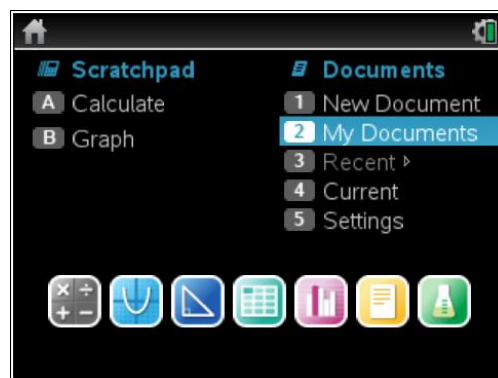 Scratchpad
A Calculate
B Graph
Documents
1 New Document
2 My Documents
3 Recent ▸
4 Current
5 Settings